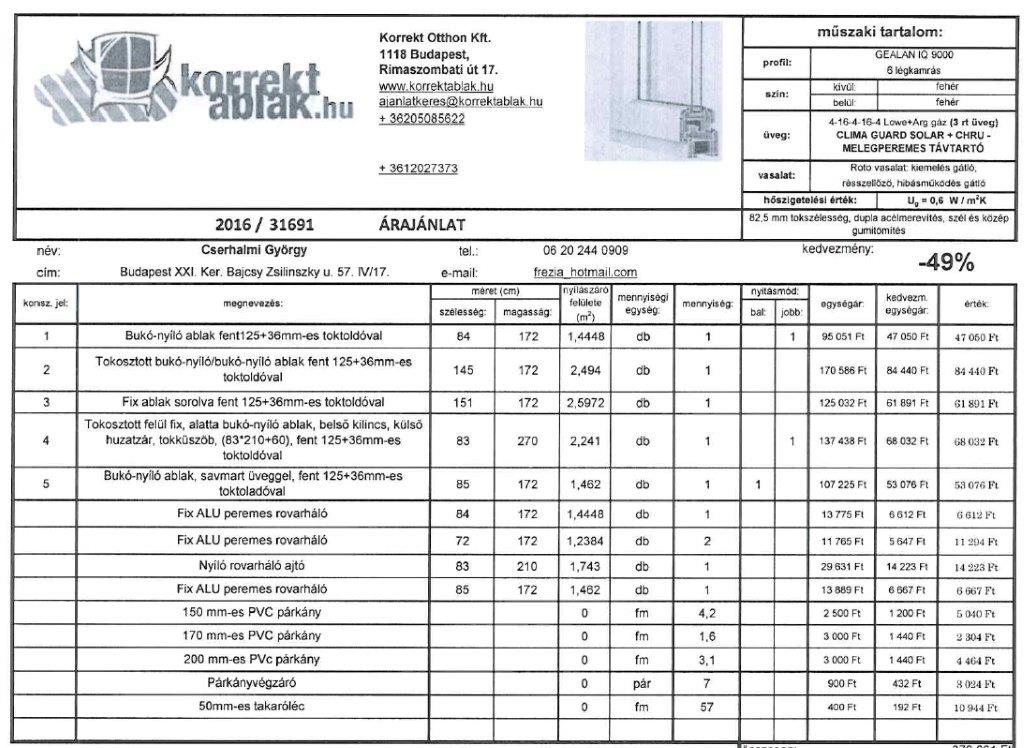 korrekt
ablak.hu
Korrekt Otthon Kft.
1118 Budapest,
Rimaszombati út 17.
www.korrektablak.hu
ajanlatkeres@korrektablak.hu
+ 36205085622
+ 3612027373
műszaki tartalom:
profil: GEALAN IQ 9000
6 légkamrás
szín: kívül: fehér
belül: fehér
üveg: 4-16-4-16-4 Lowe+Arg gáz (3 rt üveg)
CLIMA GUARD SOLAR + CHRU -
MELEGPEREMES TÁVTARTÓ
vasalat: Roto vasalat: kiemelés gátló,
résszellőző, hibásműködés gátló
hőszigetelési érték: Ug = 0,6 W / m²K
82,5 mm tokszélesség, dupla acélmerevítés, szél és közép
gumitömítés
2016 / 31691 ÁRAJÁNLAT
név: Cserhalmi György tel.: 06 20 244 0909 kedvezmény: -49%
cím: Budapest XXI. Ker. Bajcsy Zsilinszky u. 57. IV/17. e-mail: frezia_hotmail.com
konsz. jel: megnevezés: méret (cm) szélesség: magasság: nyílászáró felülete (m²) mennyiségi egység: mennyiség: nyitásmód: bal: jobb: egységár: kedvezm. egységár: érték:
1 Bukó-nyíló ablak fent125+36mm-es toktoldóval 84 172 1,4448 db 1 1 95 051 Ft 47 050 Ft 47 050 Ft
2 Tokosztott bukó-nyíló/bukó-nyíló ablak fent 125+36mm-es
toktoldóval 145 172 2,494 db 1 170 586 Ft 84 440 Ft 84 440 Ft
3 Fix ablak sorolva fent 125+36mm-es toktoldóval 151 172 2,5972 db 1 125 032 Ft 61 891 Ft 61 891 Ft
4 Tokosztott felül fix, alatta bukó-nyíló ablak, belső kilincs, külső
huzatzár, tokküszöb, (83*210+60), fent 125+36mm-es
toktoldóval 83 270 2,241 db 1 1 137 438 Ft 68 032 Ft 68 032 Ft
5 Bukó-nyíló ablak, savmart üveggel, fent 125+36mm-es
toktoladóval 85 172 1,462 db 1 1 107 225 Ft 53 076 Ft 53 076 Ft
Fix ALU peremes rovarháló 84 172 1,4448 db 1 13 775 Ft 6 612 Ft 6 612 Ft
Fix ALU peremes rovarháló 72 172 1,2384 db 2 11 765 Ft 5 647 Ft 11 294 Ft
Nyíló rovarháló ajtó 83 210 1,743 db 1 29 631 Ft 14 223 Ft 14 223 Ft
Fix ALU peremes rovarháló 85 172 1,462 db 1 13 889 Ft 6 667 Ft 6 667 Ft
150 mm-es PVC párkány 0 fm 4,2 2 500 Ft 1 200 Ft 5 040 Ft
170 mm-es PVC párkány 0 fm 1,6 3 000 Ft 1 440 Ft 2 304 Ft
200 mm-es PVc párkány 0 fm 3,1 3 000 Ft 1 440 Ft 4 464 Ft
Párkányvégzáró 0 pár 7 900 Ft 432 Ft 3 024 Ft
50mm-es takaróléc 0 fm 57 400 Ft 192 Ft 10 944 Ft